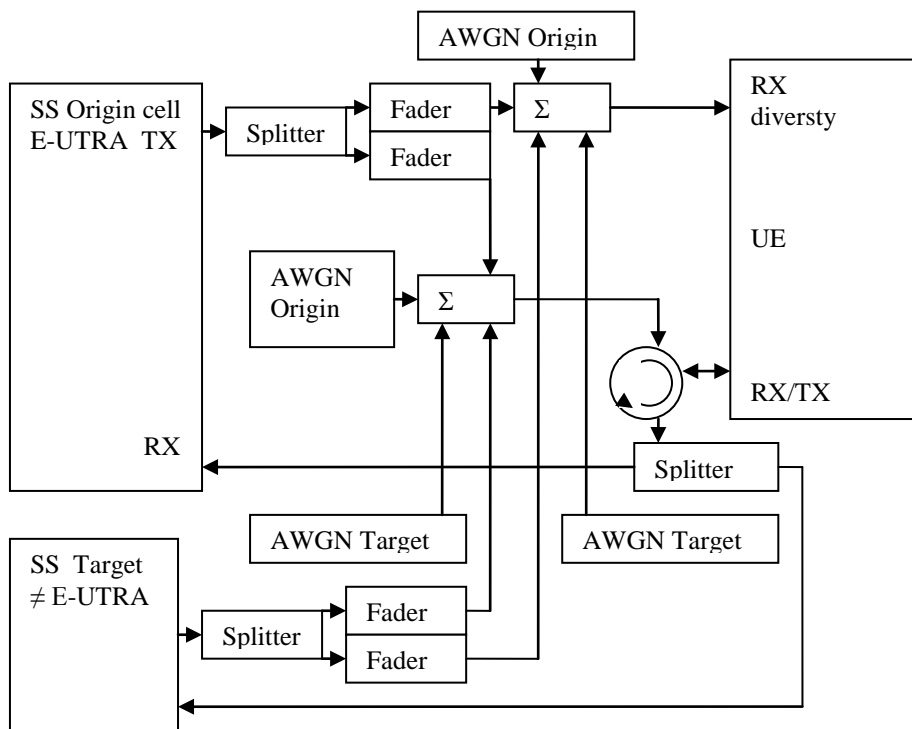 AWGN Origin
SS Origin cell
E-UTRA TX
Splitter
Fader
Fader
Σ
RX
diversty
UE
RX/TX
AWGN
Origin
Σ
RX
Splitter
AWGN Target
AWGN Target
SS Target
≠ E-UTRA
Splitter
Fader
Fader